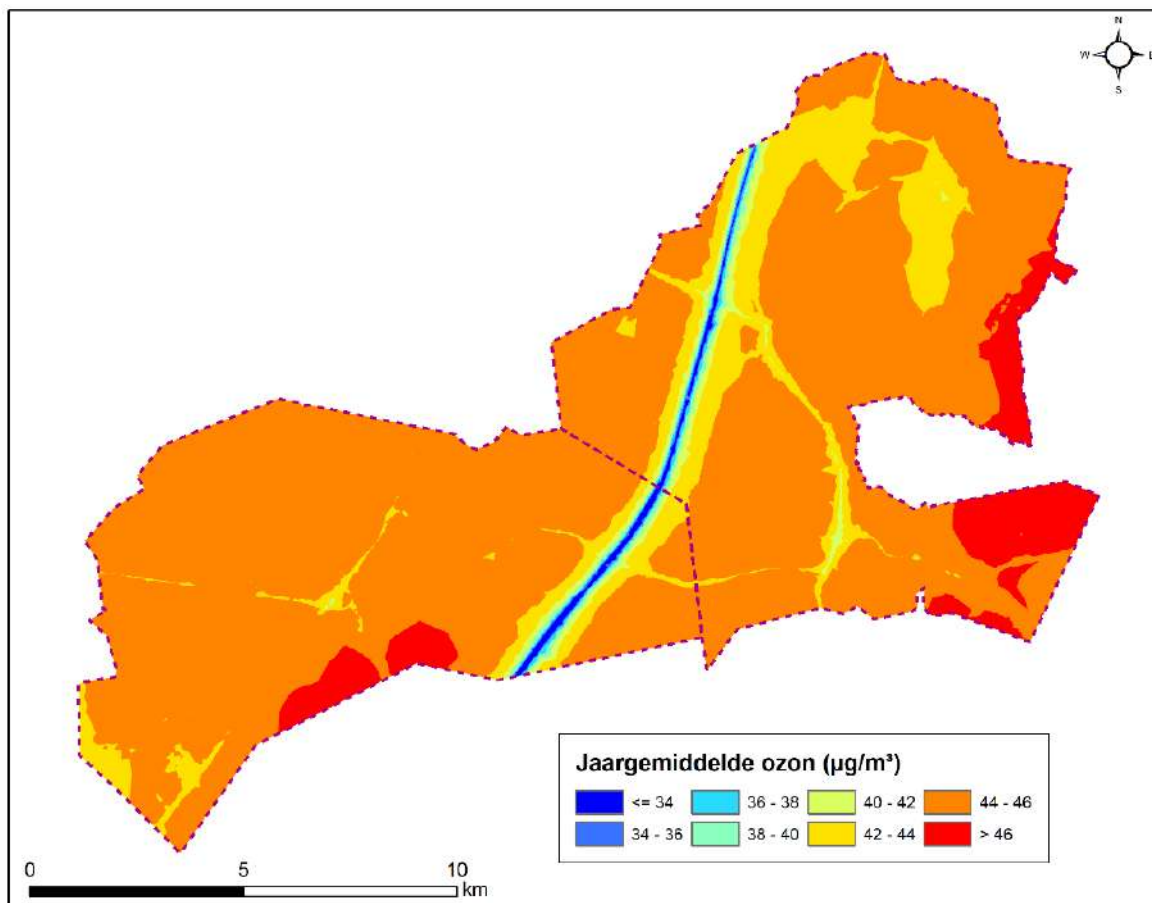 N
W E
S
Jaargemiddelde ozon (µg/m³)
<= 34 36 - 38 40 - 42 44 - 46
34 - 36 38 - 40 42 - 44 > 46
0 5 10
km